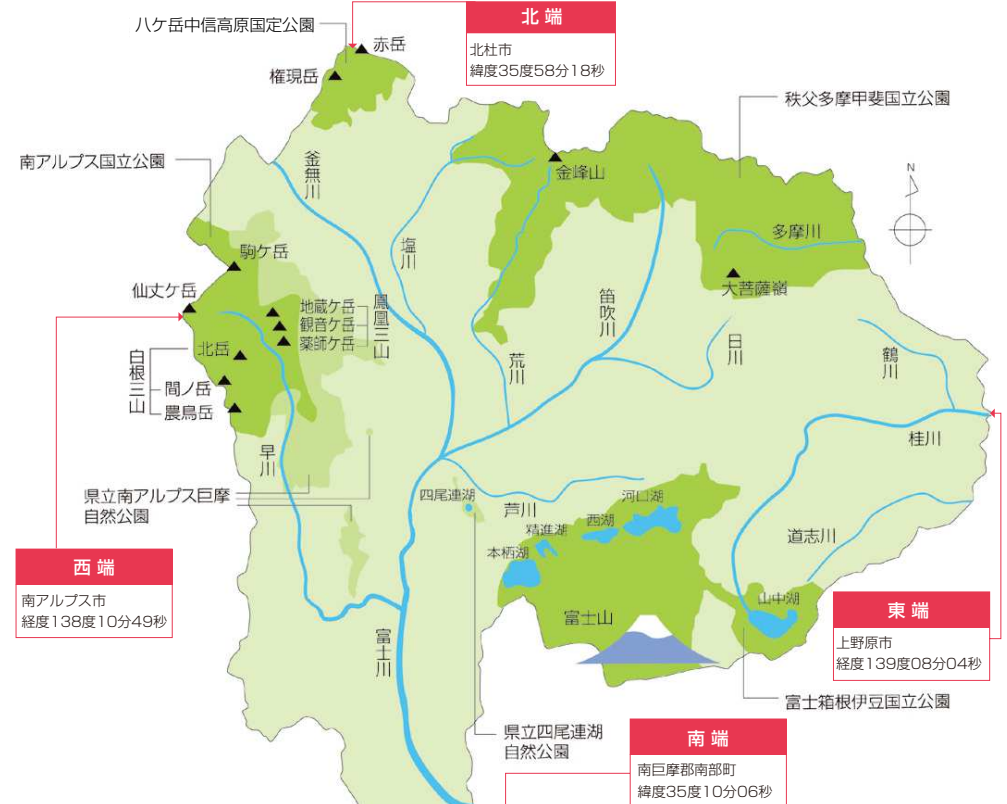 北端
北杜市
緯度35度58分18秒
八ケ岳中信高原国定公園
赤岳
権現岳
秩父多摩甲斐国立公園
N
南アルプス国立公園
釜無川
金峰山
塩川
多摩川
駒ケ岳
大菩薩嶺
仙丈ケ岳
地蔵ケ岳
観音ケ岳
薬師ケ岳
鳳凰三山
笛吹川
日川
鶴川
北岳
白根三山
間ノ岳
農鳥岳
荒川
桂川
早川
県立南アルプス巨摩
自然公園
四尾連湖
芦川
河口湖
西湖
精進湖
本栖湖
道志川
西端
南アルプス市
経度138度10分49秒
山中湖
富士山
富士川
東端
上野原市
経度139度08分04秒
富士箱根伊豆国立公園
県立四尾連湖
自然公園
南端
南巨摩郡南部町
緯度35度10分06秒